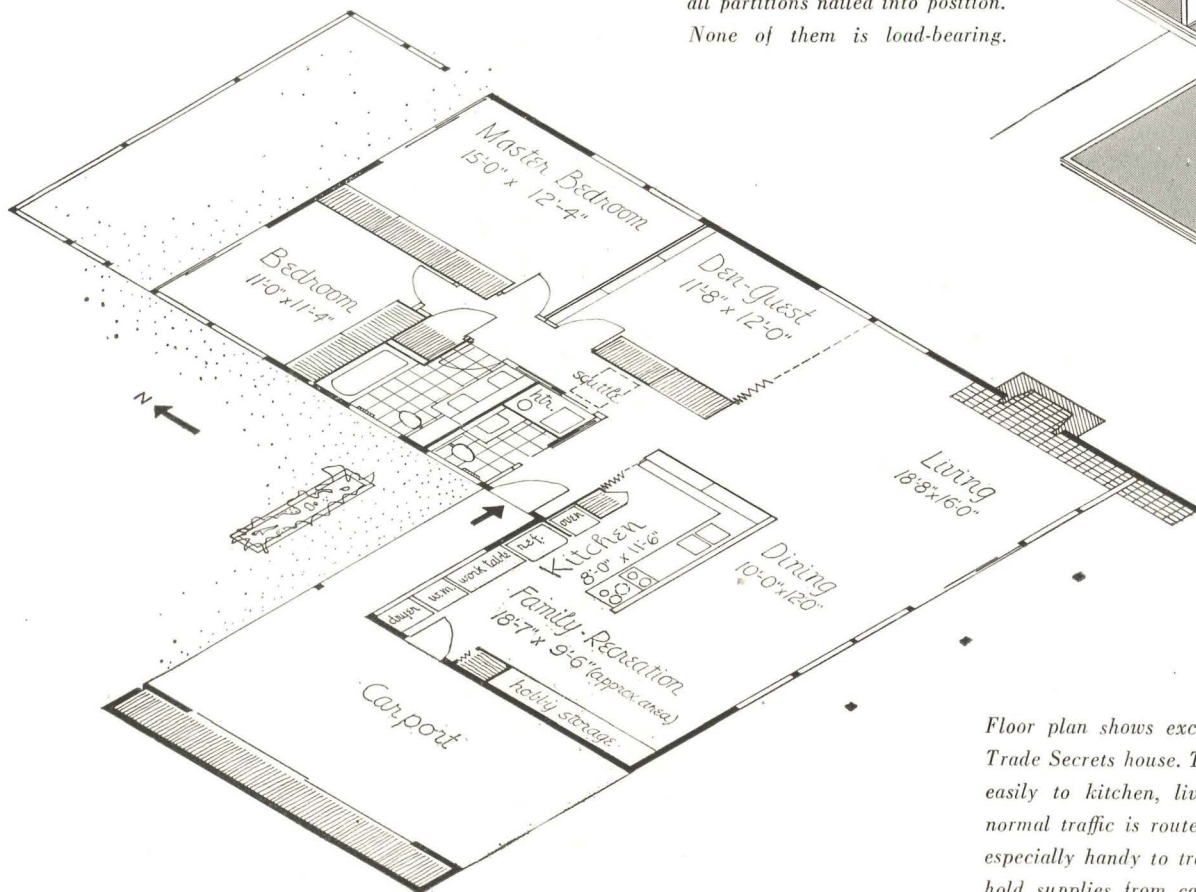 all partitions nailed into position.
None of them is load-bearing.
Master Bedroom
15'-0" x 12'-4"
Bedroom
11'-0" x 11'-4"
Den-Guest
11'-8" x 12'-0"
scuttle
htr.
N
Living
18'8"x16'0"
oven
ref.
Kitchen
8'-0" x 11'-6"
work table
w.m.
dryer
Dining
10'-0"x12'0"
Family-Recreation
18'-7" x 9'-6" (approx. area)
hobby storage
Carport
Floor plan shows exc
Trade Secrets house. T
easily to kitchen, liv
normal traffic is route
especially handy to tr
hold supplies from ca